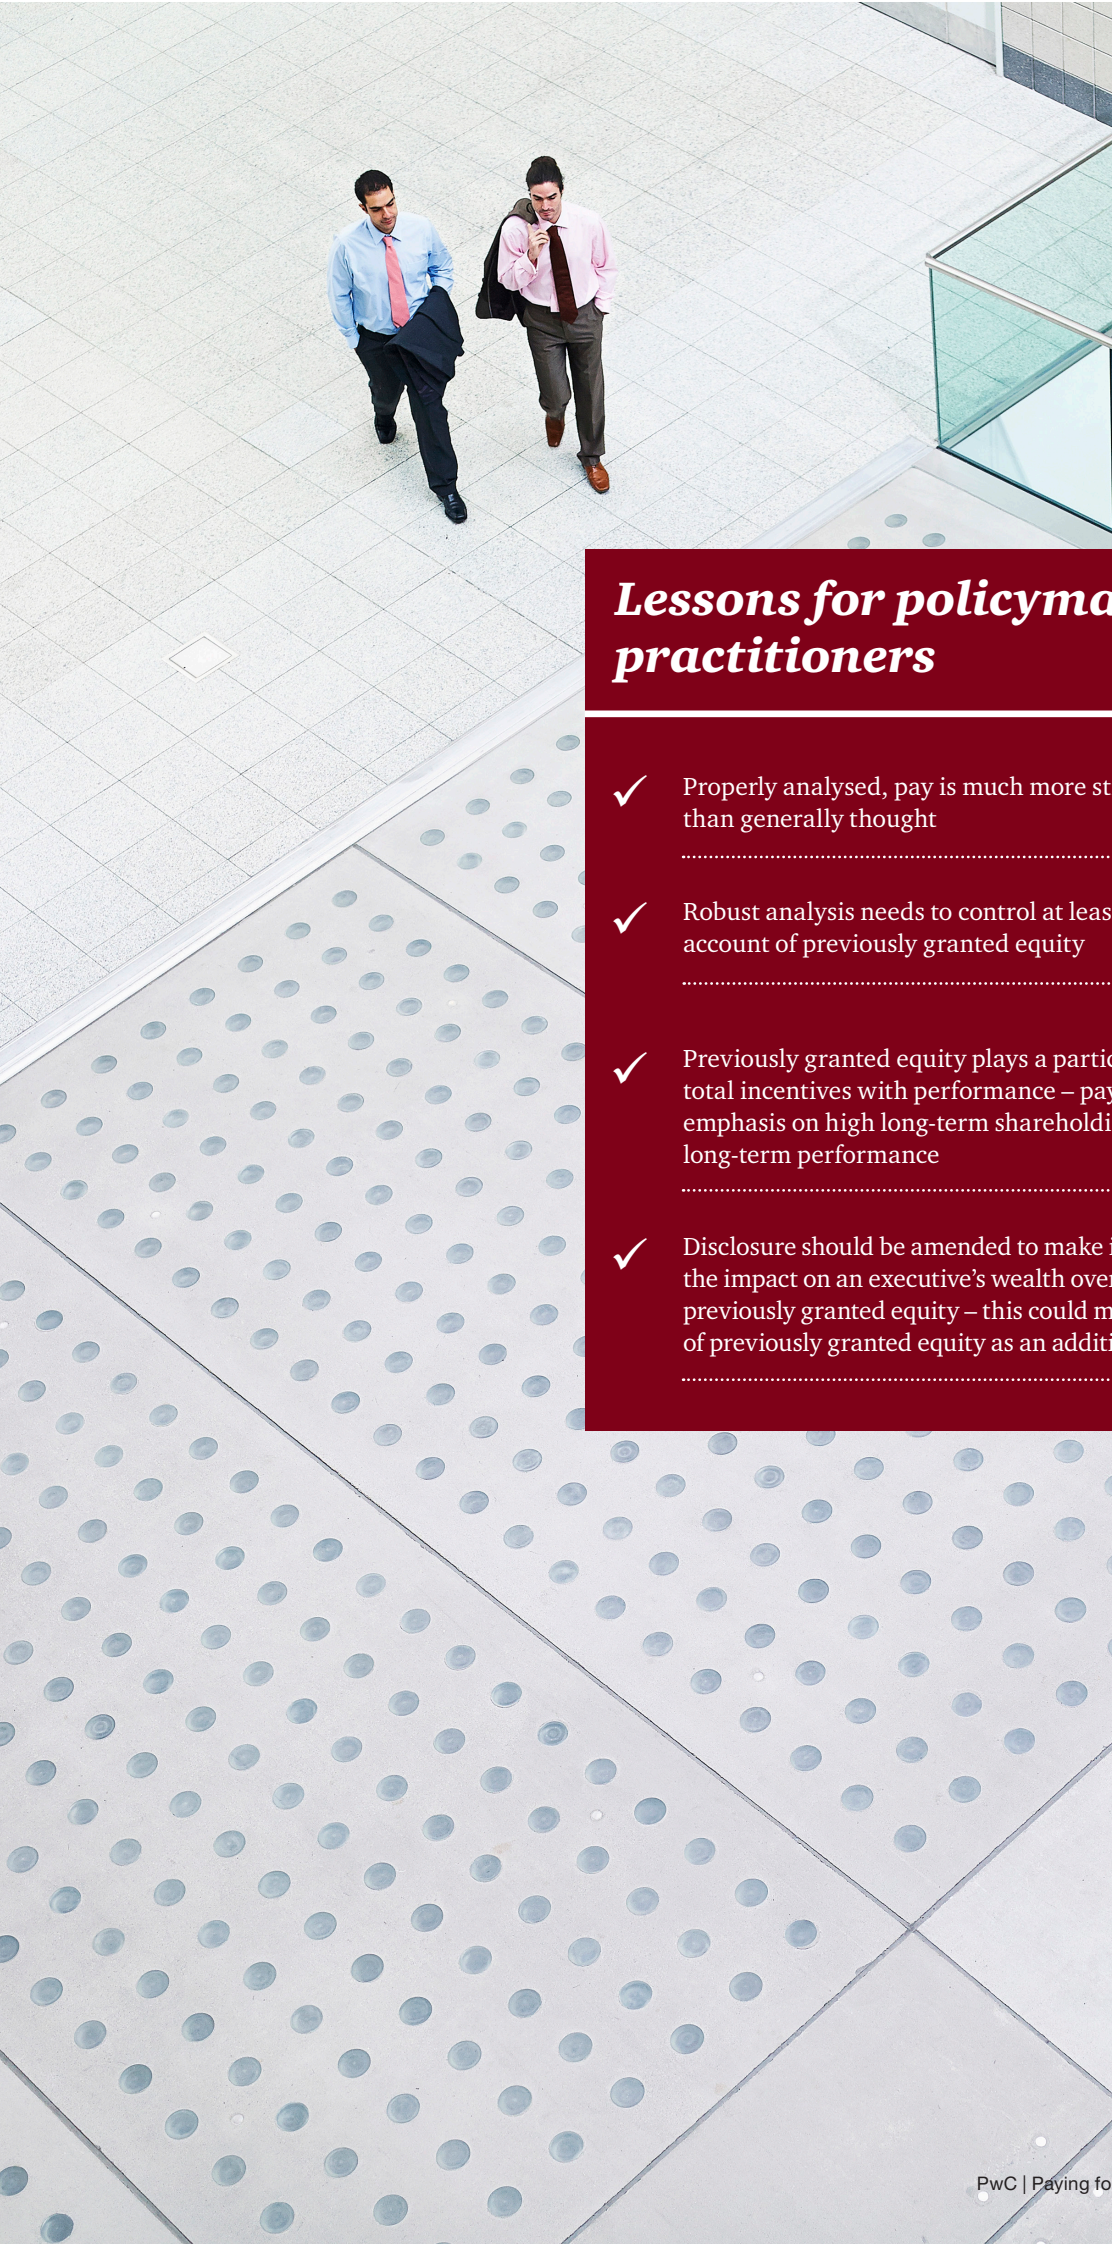 Lessons for policyma
practitioners
Properly analysed, pay is much more st
than generally thought
Robust analysis needs to control at leas
account of previously granted equity
Previously granted equity plays a partic
total incentives with performance – pay
emphasis on high long-term shareholdi
long-term performance
Disclosure should be amended to make i
the impact on an executive’s wealth over
previously granted equity – this could m
of previously granted equity as an additi
PwC | Paying fo